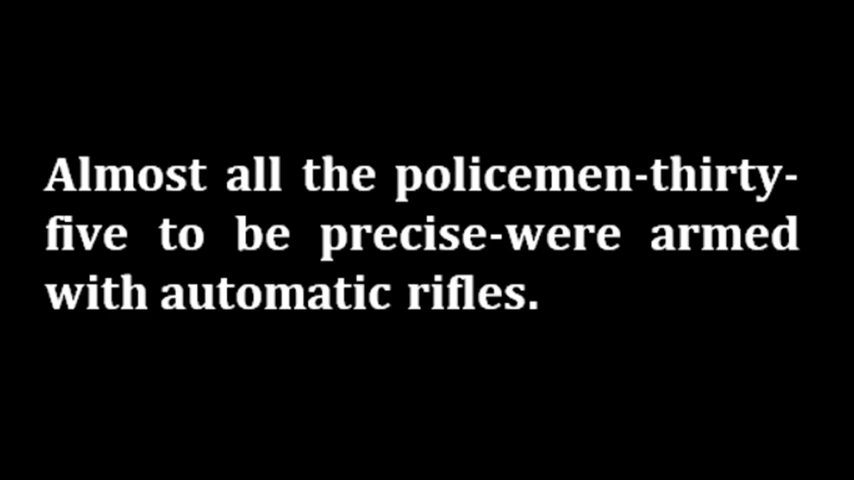 Almost all the policemen-thirty-
five to be precise-were armed
with automatic rifles.